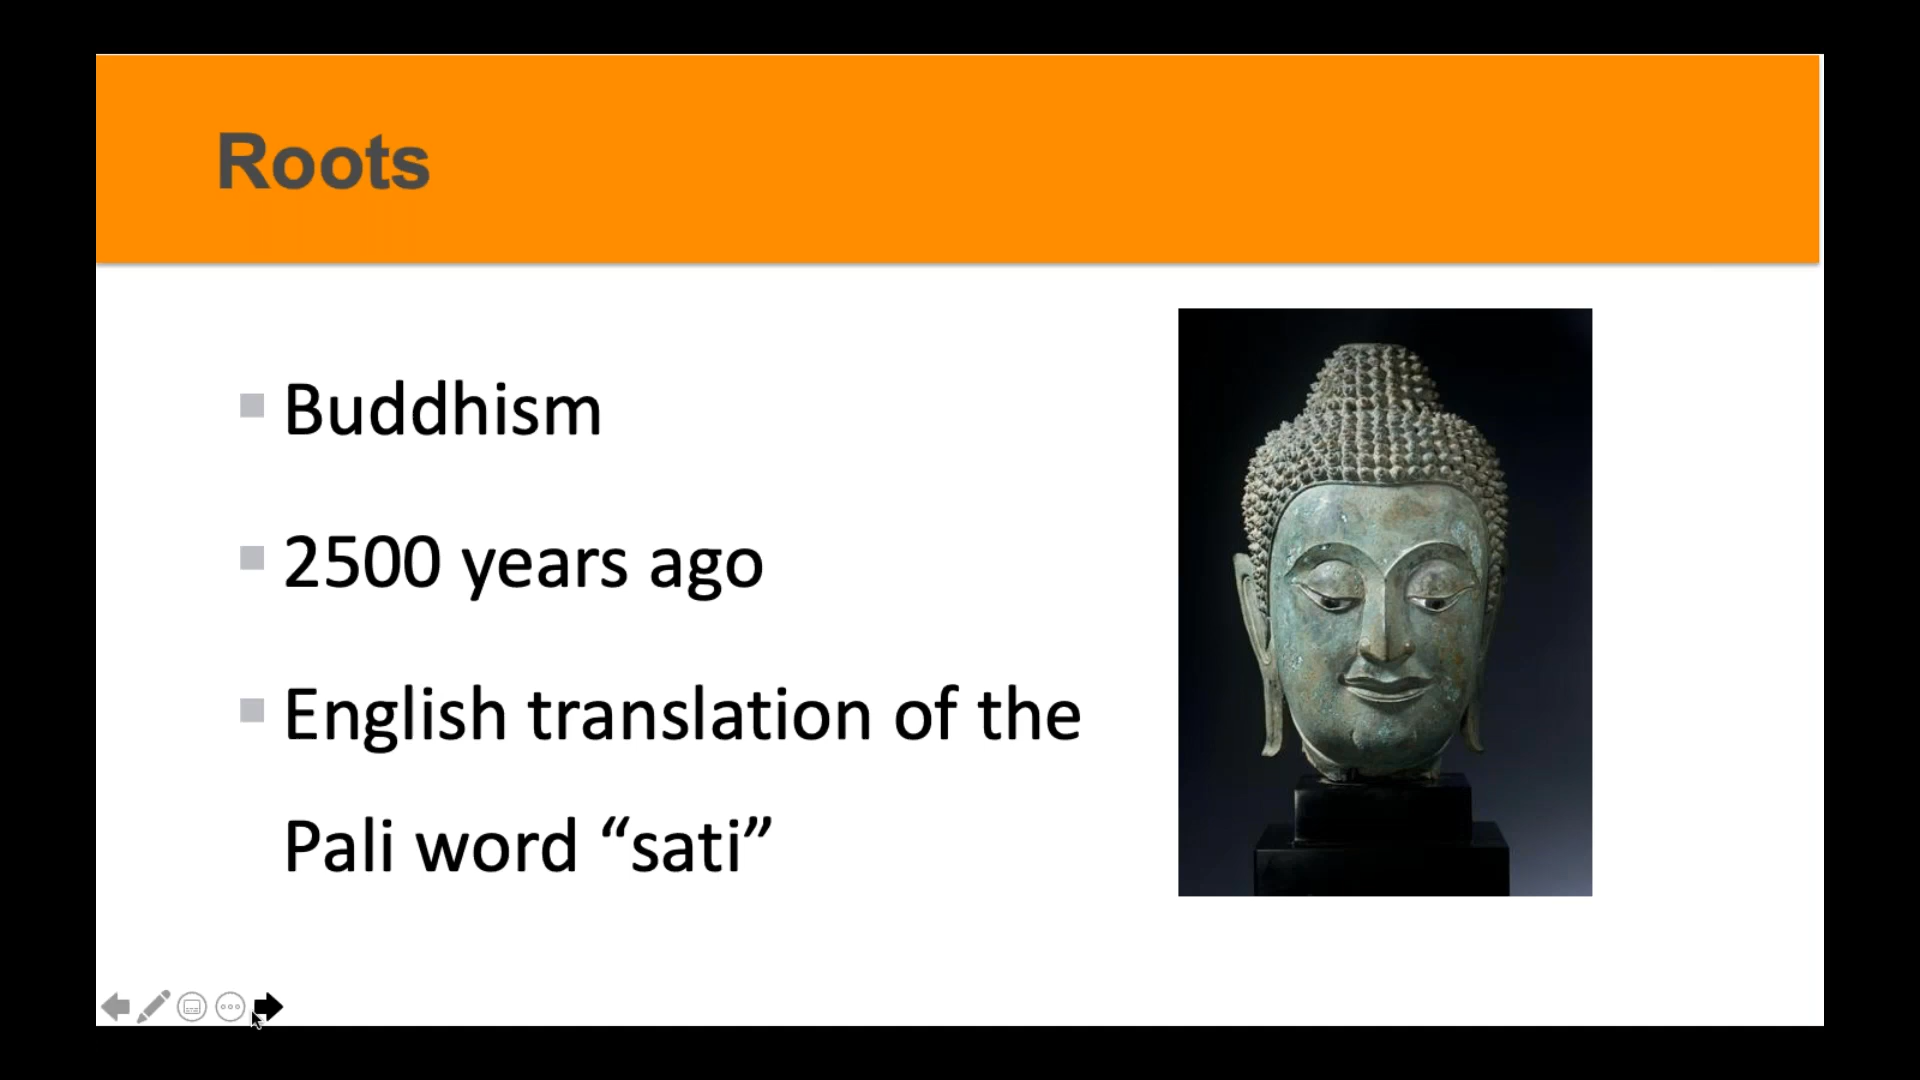 Roots
Buddhism
2500 years ago
English translation of the
Pali word “sati”